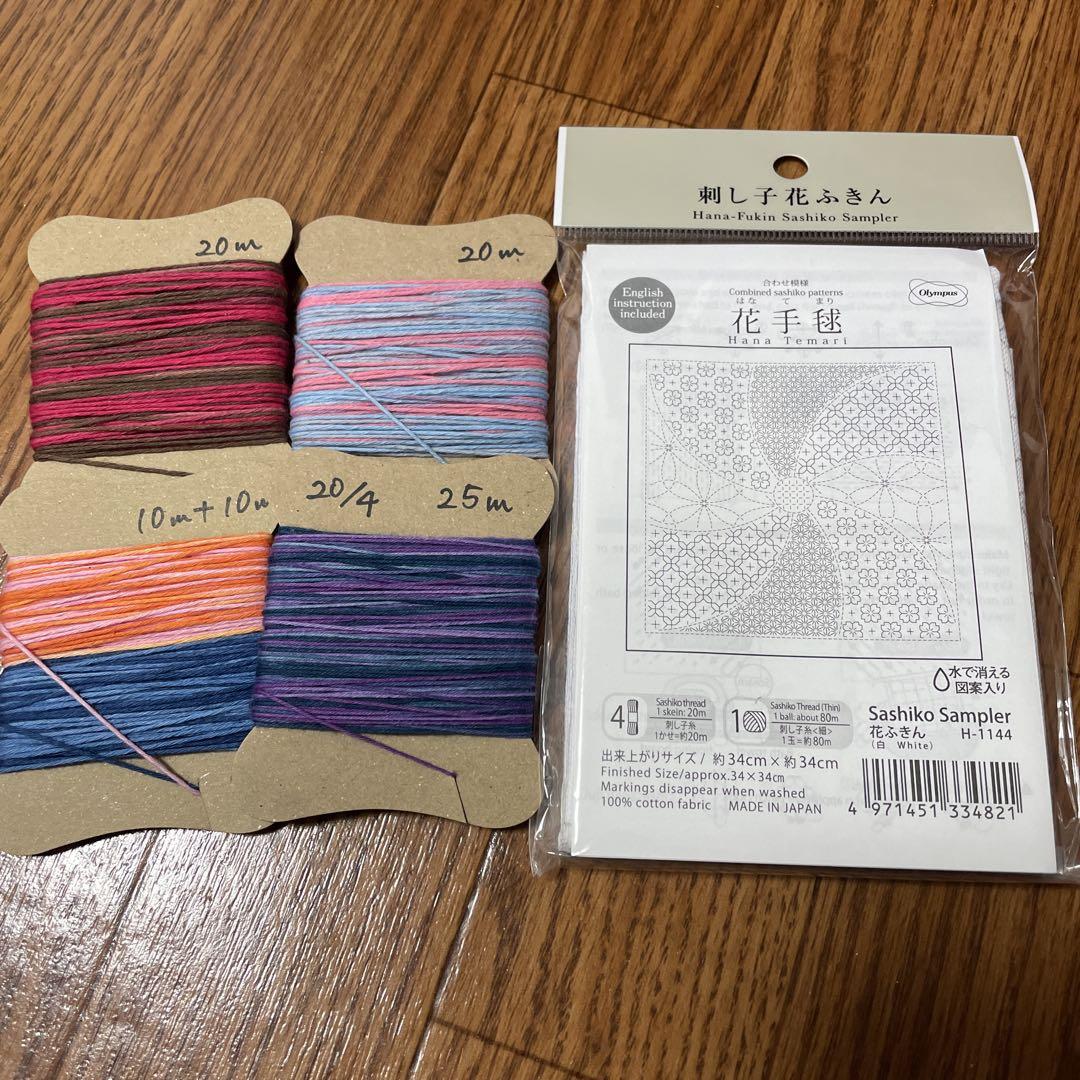 20m
20m
10m + 10m
20/4
25m
刺し子花ふきん
Hana-Fukin Sashiko Sampler
English
instruction
included
合わせ模様
Combined sashiko patterns
はなてまり
花手毬
Hana Temari
Olympus
水で消える
図案入り
4
Sashiko thread
1 skein: 20m
刺し子糸
1かせ=約20m
1
Sashiko Thread (Thin)
1 ball: about 80m
刺し子糸<細>
1玉=約80m
Sashiko Sampler
花ふきん
(白 White)
H-1144
出来上がりサイズ / 約34cm×約34cm
Finished Size/approx.34×34cm
Markings disappear when washed
100% cotton fabric MADE IN JAPAN
4 971451 334821